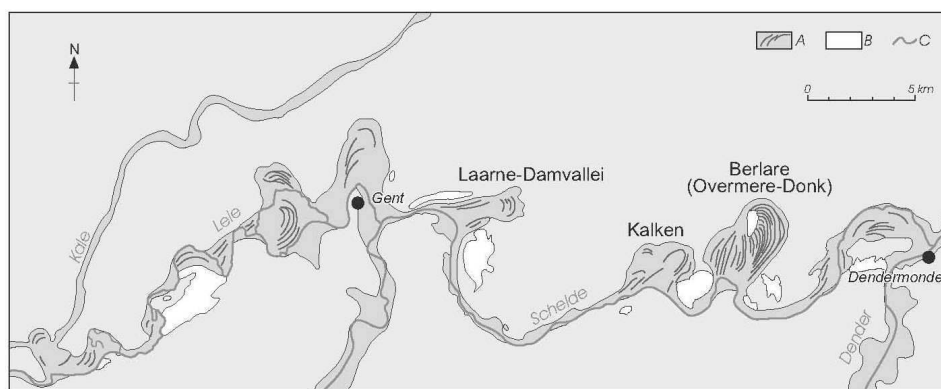 N
A
B
C
0
5 km
Laarne-Damvallei
Berlare
(Overmere-Donk)
Gent
Leie
Kale
Kalken
Schelde
Dendermonde
Dender